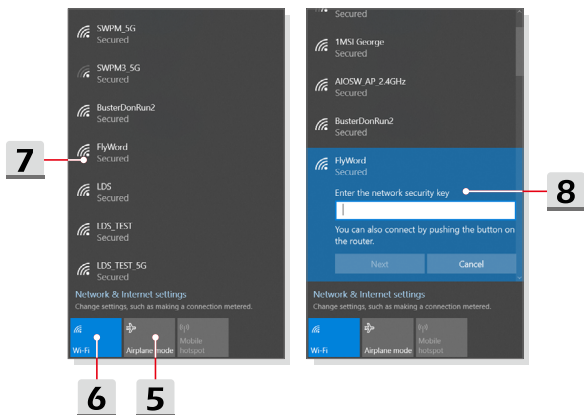 SWPM_5G
Secured
SWPM3_5G
Secured
BusterDonRun2
7
FlyWord
Secured
LDS
Secured
LDS_TEST
Secured
LDS_TEST_5G
Secured
Network & Internet settings
Change settings, such as making a connection metered.
Wi-Fi
Airplane mode
Mobile
hotspot
6
5
Secured
1MSI George
Secured
AIOSW_AP_2.4GHz
Secured
BusterDonRun2
Secured
FlyWord
Secured
Enter the network security key
8
You can also connect by pushing the button on
the router.
Next
Cancel
Network & Internet settings
Change settings, such as making a connection metered.
Wi-Fi
Airplane mode
Mobile
hotspot